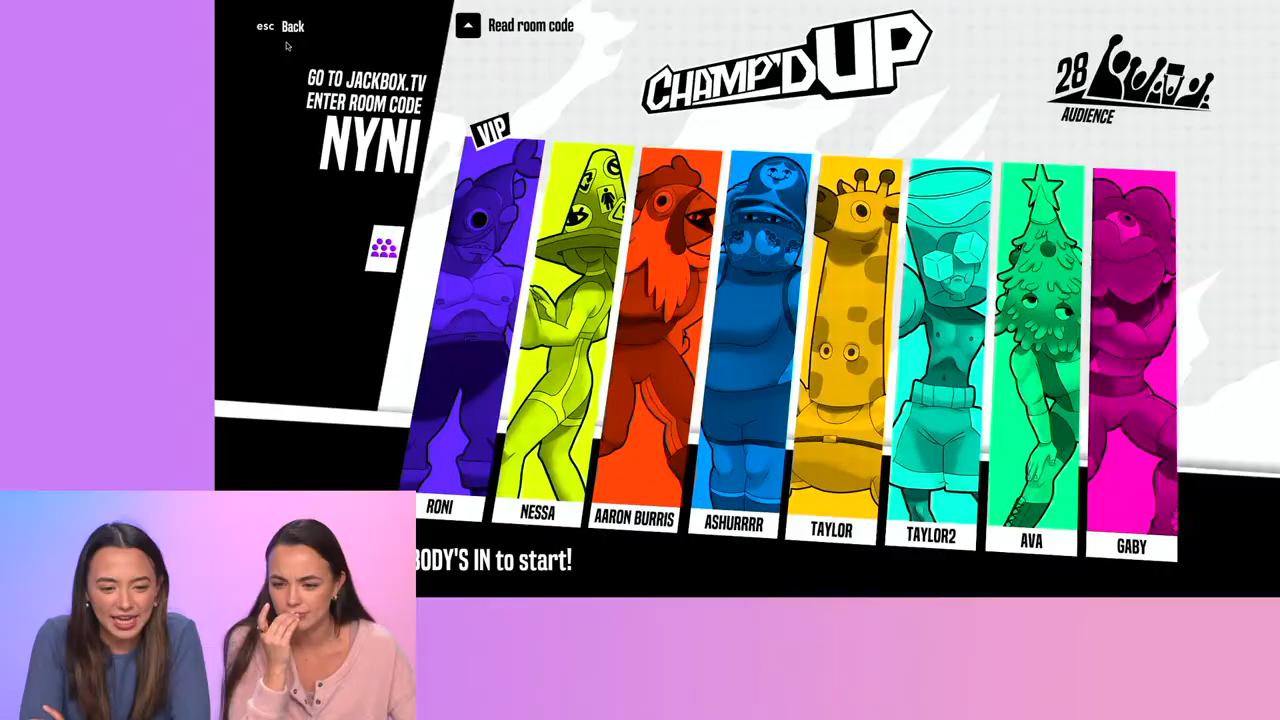 esc Back
Read room code
GO TO JACKBOX.TV
ENTER ROOM CODE
NYNI
CHAMP'D UP
28
AUDIENCE
VIP
RONI
NESSA
AARON BURRIS
ASHURRRR
TAYLOR
TAYLOR2
AVA
GABY
BODY'S IN to start!